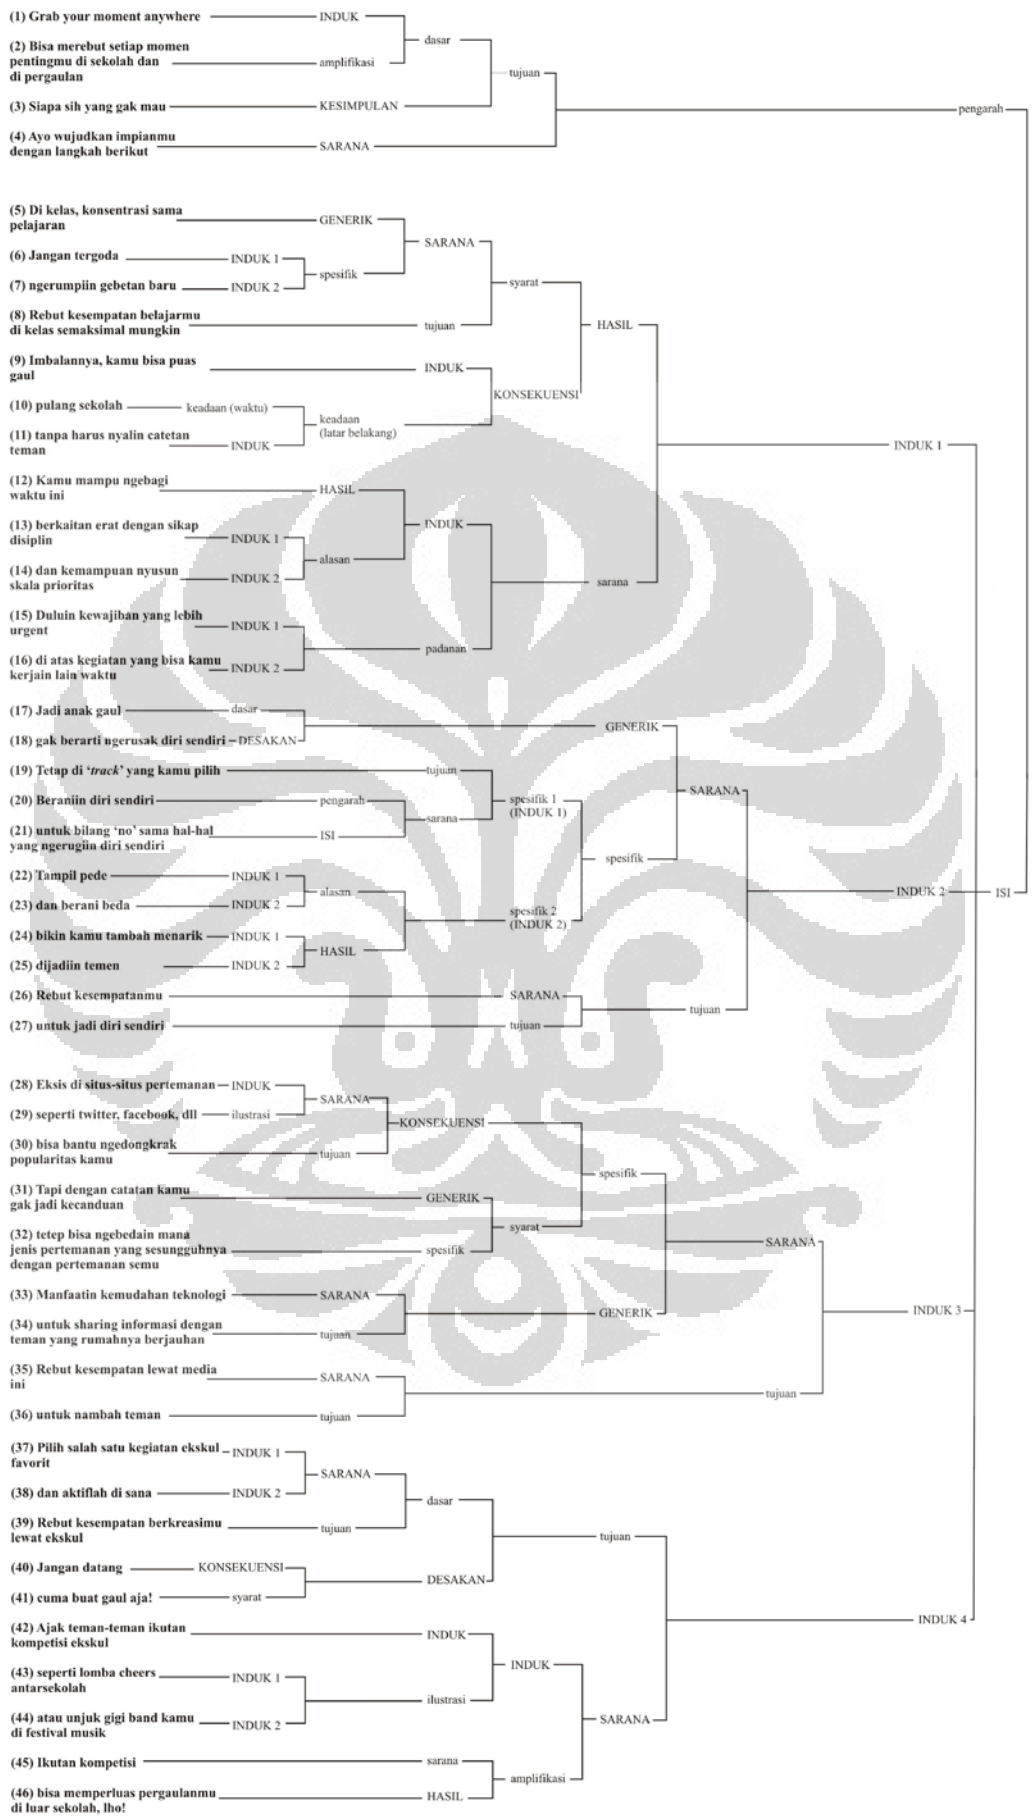 (1) Grab your moment anywhere INDUK
dasar
(2) Bisa merebut setiap momen
pentingmu di sekolah dan
di pergaulan
amplifikasi
tujuan
(3) Siapa sih yang gak mau KESIMPULAN
pengarah
(4) Ayo wujudkan impianmu
dengan langkah berikut
SARANA
(5) Di kelas, konsentrasi sama
pelajaran
GENERIK
SARANA
(6) Jangan tergoda INDUK 1
spesifik
(7) ngerumpiin gebetan baru INDUK 2
syarat
(8) Rebut kesempatan belajarmu
di kelas semaksimal mungkin
tujuan
HASIL
(9) Imbalannya, kamu bisa puas
gaul
INDUK
KONSEKUENSI
(10) pulang sekolah keadaan (waktu)
keadaan
(latar belakang)
(11) tanpa harus nyalin catetan
teman
INDUK
INDUK 1
(12) Kamu mampu ngebagi
waktu ini
HASIL
INDUK
(13) berkaitan erat dengan sikap
disiplin
INDUK 1
alasan
(14) dan kemampuan nyusun
skala prioritas
INDUK 2
sarana
(15) Duluin kewajiban yang lebih
urgent
INDUK 1
padanan
(16) di atas kegiatan yang bisa kamu
kerjain lain waktu
INDUK 2
(17) Jadi anak gaul dasar
GENERIK
(18) gak berarti ngerusak diri sendiri DESAKAN
(19) Tetap di ‘track’ yang kamu pilih tujuan
SARANA
(20) Beraniin diri sendiri pengarah
spesifik 1
(INDUK 1)
sarana
(21) untuk bilang ‘no’ sama hal-hal
yang ngerugiin diri sendiri
ISI
spesifik
(22) Tampil pede INDUK 1
alasan
INDUK 2
ISI
(23) dan berani beda INDUK 2
spesifik 2
(INDUK 2)
(24) bikin kamu tambah menarik INDUK 1
HASIL
(25) dijadiin temen INDUK 2
(26) Rebut kesempatanmu SARANA
tujuan
(27) untuk jadi diri sendiri tujuan
(28) Eksis di situs-situs pertemanan INDUK
SARANA
(29) seperti twitter, facebook, dll ilustrasi
KONSEKUENSI
(30) bisa bantu ngedongkrak
popularitas kamu
tujuan
spesifik
(31) Tapi dengan catatan kamu
gak jadi kecanduan
GENERIK
syarat
(32) tetep bisa ngebedain mana
jenis pertemanan yang sesungguhnya
dengan pertemanan semu
spesifik
SARANA
(33) Manfaatin kemudahan teknologi SARANA
GENERIK
INDUK 3
(34) untuk sharing informasi dengan
teman yang rumahnya berjauhan
tujuan
(35) Rebut kesempatan lewat media
ini
SARANA
tujuan
(36) untuk nambah teman tujuan
(37) Pilih salah satu kegiatan ekskul
favorit
INDUK 1
SARANA
(38) dan aktiflah di sana INDUK 2
dasar
(39) Rebut kesempatan berkreasimu
lewat ekskul
tujuan
tujuan
(40) Jangan datang KONSEKUENSI
DESAKAN
(41) cuma buat gaul aja! syarat
INDUK 4
(42) Ajak teman-teman ikutan
kompetisi ekskul
INDUK
INDUK
(43) seperti lomba cheers
antarsekolah
INDUK 1
ilustrasi
(44) atau unjuk gigi band kamu
di festival musik
INDUK 2
SARANA
(45) Ikutan kompetisi sarana
amplifikasi
(46) bisa memperluas pergaulanmu
di luar sekolah, lho!
HASIL